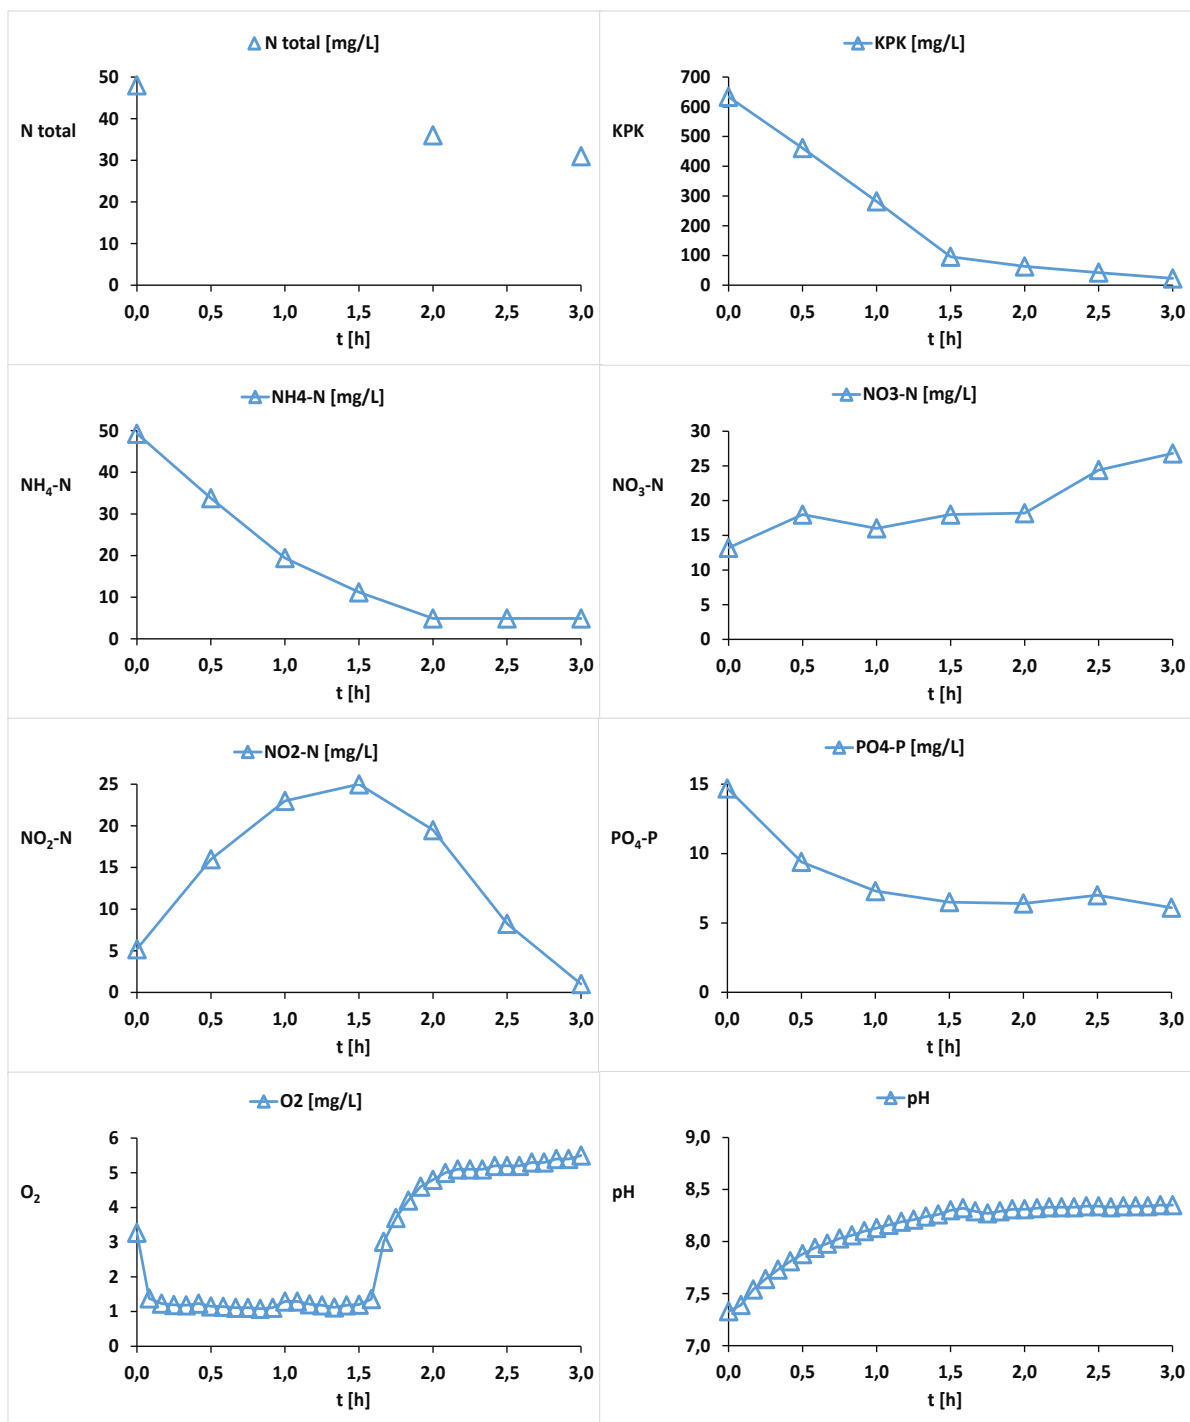 N total [mg/L]
50
40
N total
30
20
10
0
0,0 0,5 1,0 1,5 2,0 2,5 3,0
t [h]
KPK [mg/L]
700
600
KPK
500
400
300
200
100
0
0,0 0,5 1,0 1,5 2,0 2,5 3,0
t [h]
NH4-N [mg/L]
50
40
NH₄-N
30
20
10
0
0,0 0,5 1,0 1,5 2,0 2,5 3,0
t [h]
NO3-N [mg/L]
30
25
NO₃-N
20
15
10
5
0
0,0 0,5 1,0 1,5 2,0 2,5 3,0
t [h]
NO2-N [mg/L]
25
20
NO₂-N
15
10
5
0
0,0 0,5 1,0 1,5 2,0 2,5 3,0
t [h]
PO4-P [mg/L]
15
PO₄-P
10
5
0
0,0 0,5 1,0 1,5 2,0 2,5 3,0
t [h]
O2 [mg/L]
6
5
O₂
4
3
2
1
0
0,0 0,5 1,0 1,5 2,0 2,5 3,0
t [h]
pH
9,0
8,5
pH
8,0
7,5
7,0
0,0 0,5 1,0 1,5 2,0 2,5 3,0
t [h]